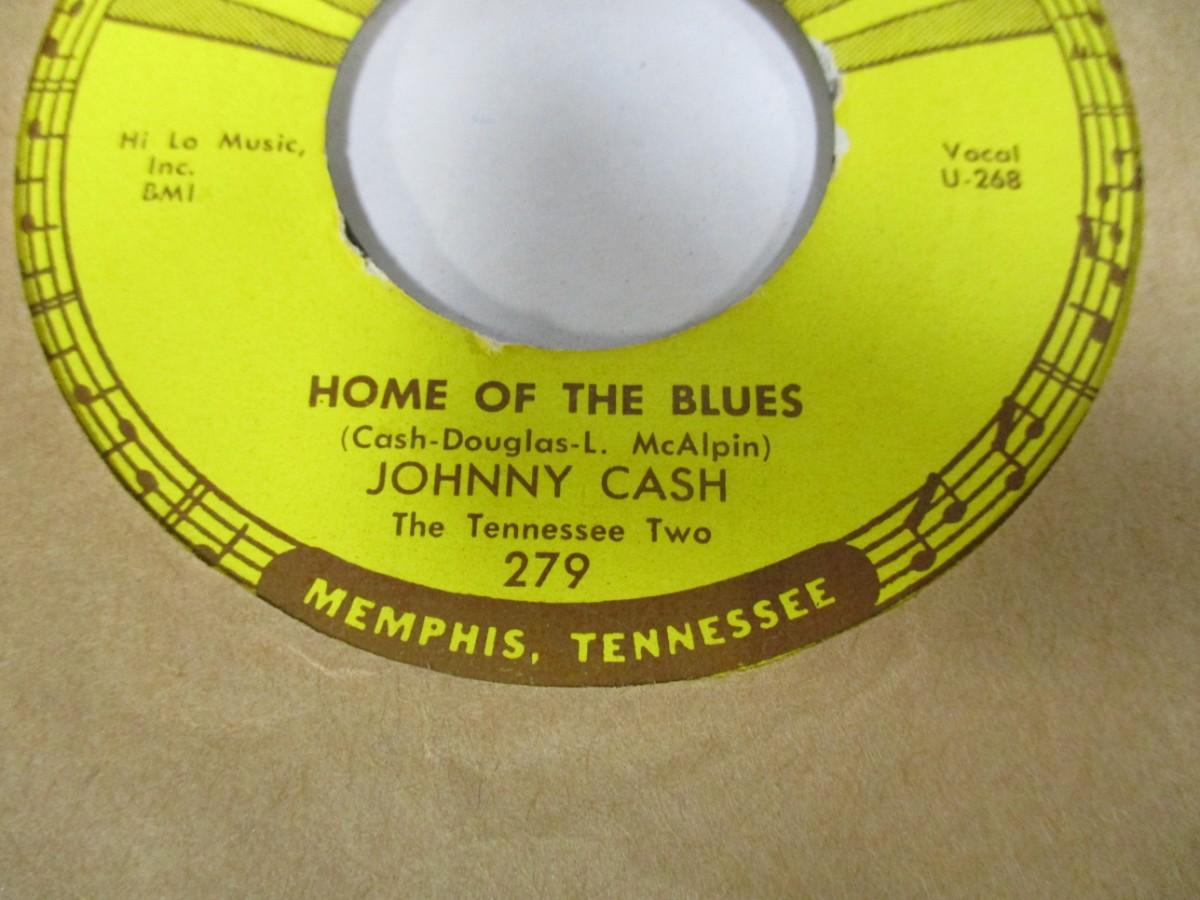 Hi Lo Music,
Inc.
BMI
Vocal
U-268
HOME OF THE BLUES
(Cash-Douglas-L. McAlpin)
JOHNNY CASH
The Tennessee Two
279
MEMPHIS, TENNESSEE